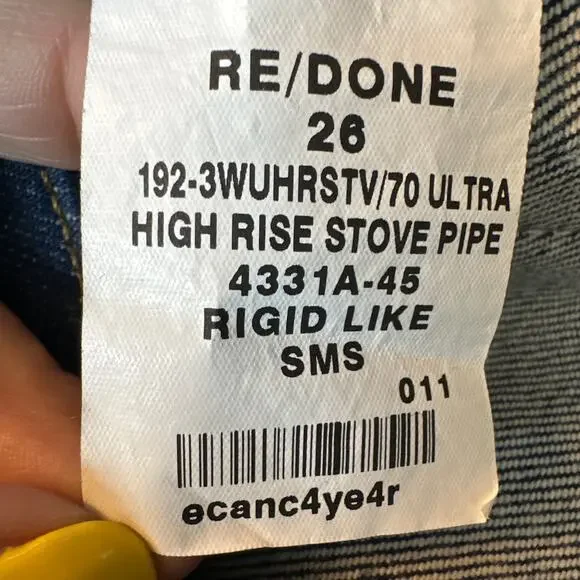 RE/DONE
26
192-3WUHRSTV/70 ULTRA
HIGH RISE STOVE PIPE
4331A-45
RIGID LIKE
SMS
011
ecanc4ye4r